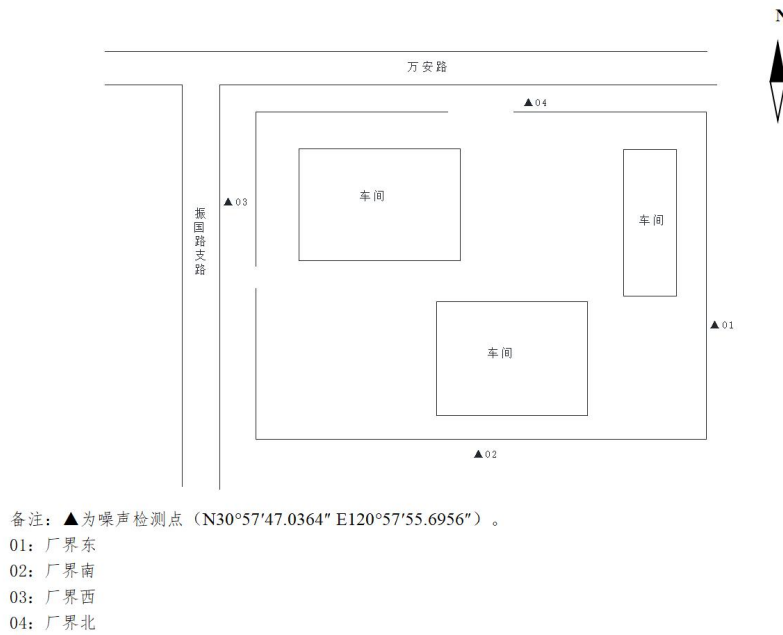 N
万安路
▲04
车间
▲03
车间
振国路支路
▲01
车间
▲02
备注：▲为噪声检测点（N30°57′47.0364″ E120°57′55.6956″）。
01：厂界东
02：厂界南
03：厂界西
04：厂界北